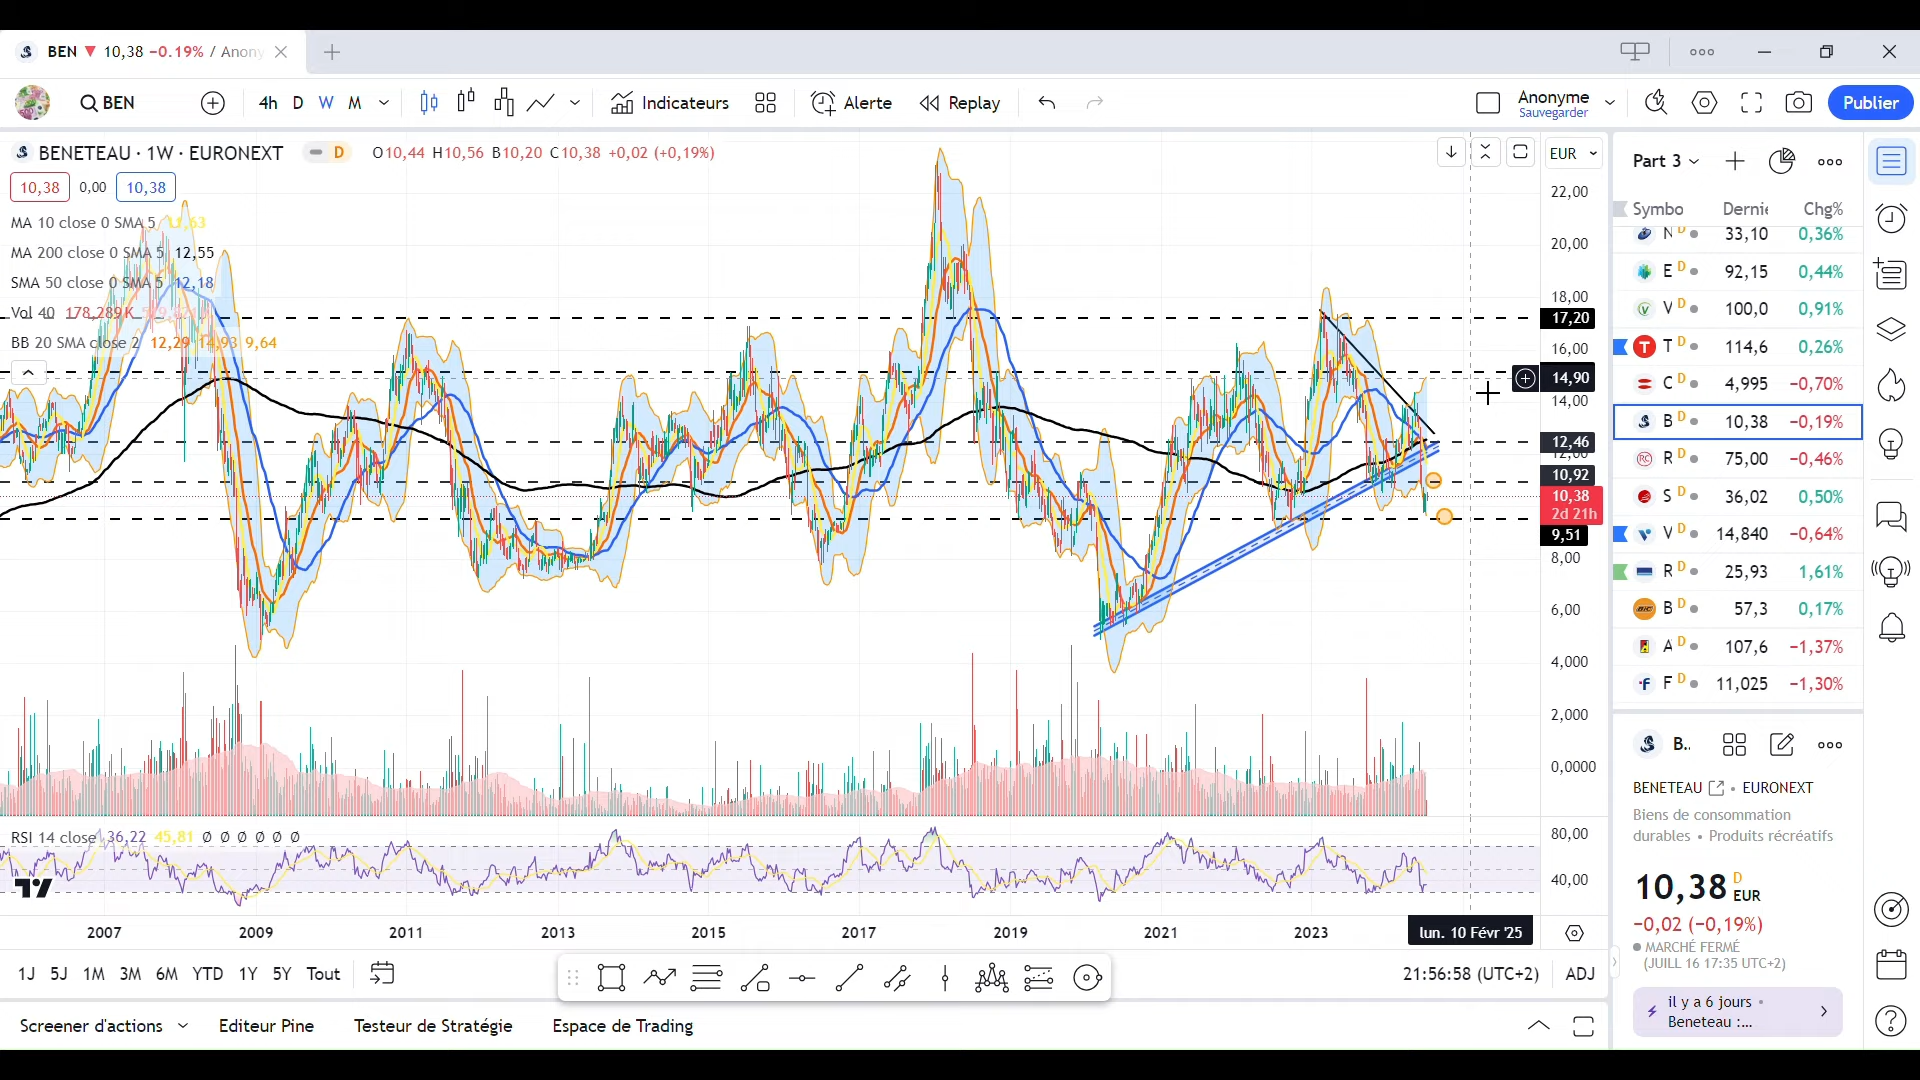 BEN ▼ 10,38 −0.19% / Anony
BEN
4h D W M
Indicateurs
Alerte
Replay
Anonyme
Sauvegarder
Publier
BENETEAU · 1W · EURONEXT
D
O10,44 H10,56 B10,20 C10,38 +0,02 (+0,19%)
10,38 0,00 10,38
MA 10 close 0 SMA 5 11,63
MA 200 close 0 SMA 5 12,55
SMA 50 close 0 SMA 5 12,18
Vol 40 178,289K
BB 20 SMA close 2 12,29 14,93 9,64
EUR
22,00
20,00
18,00
17,20
16,00
14,90
14,00
12,46
12,00
10,92
10,38
2d 21h
9,51
8,00
6,00
4,000
2,000
0,0000
RSI 14 close 36,22 45,81 Ø Ø Ø Ø Ø Ø
80,00
40,00
2007 2009 2011 2013 2015 2017 2019 2021 2023
lun. 10 Févr '25
1J 5J 1M 3M 6M YTD 1Y 5Y Tout
21:56:58 (UTC+2) ADJ
Screener d'actions
Editeur Pine
Testeur de Stratégie
Espace de Trading
Part 3
Symbo Dernie Chg%
N D 33,10 0,36%
E D 92,15 0,44%
V D 100,0 0,91%
T D 114,6 0,26%
C D 4,995 −0,70%
B D 10,38 −0,19%
R D 75,00 −0,46%
S D 36,02 0,50%
V D 14,840 −0,64%
R D 25,93 1,61%
B D 57,3 0,17%
A D 107,6 −1,37%
F D 11,025 −1,30%
B..
BENETEAU • EURONEXT
Biens de consommation
durables • Produits récréatifs
10,38 D EUR
−0,02 (−0,19%)
MARCHÉ FERMÉ
(JUILL 16 17:35 UTC+2)
il y a 6 jours •
Beneteau :...